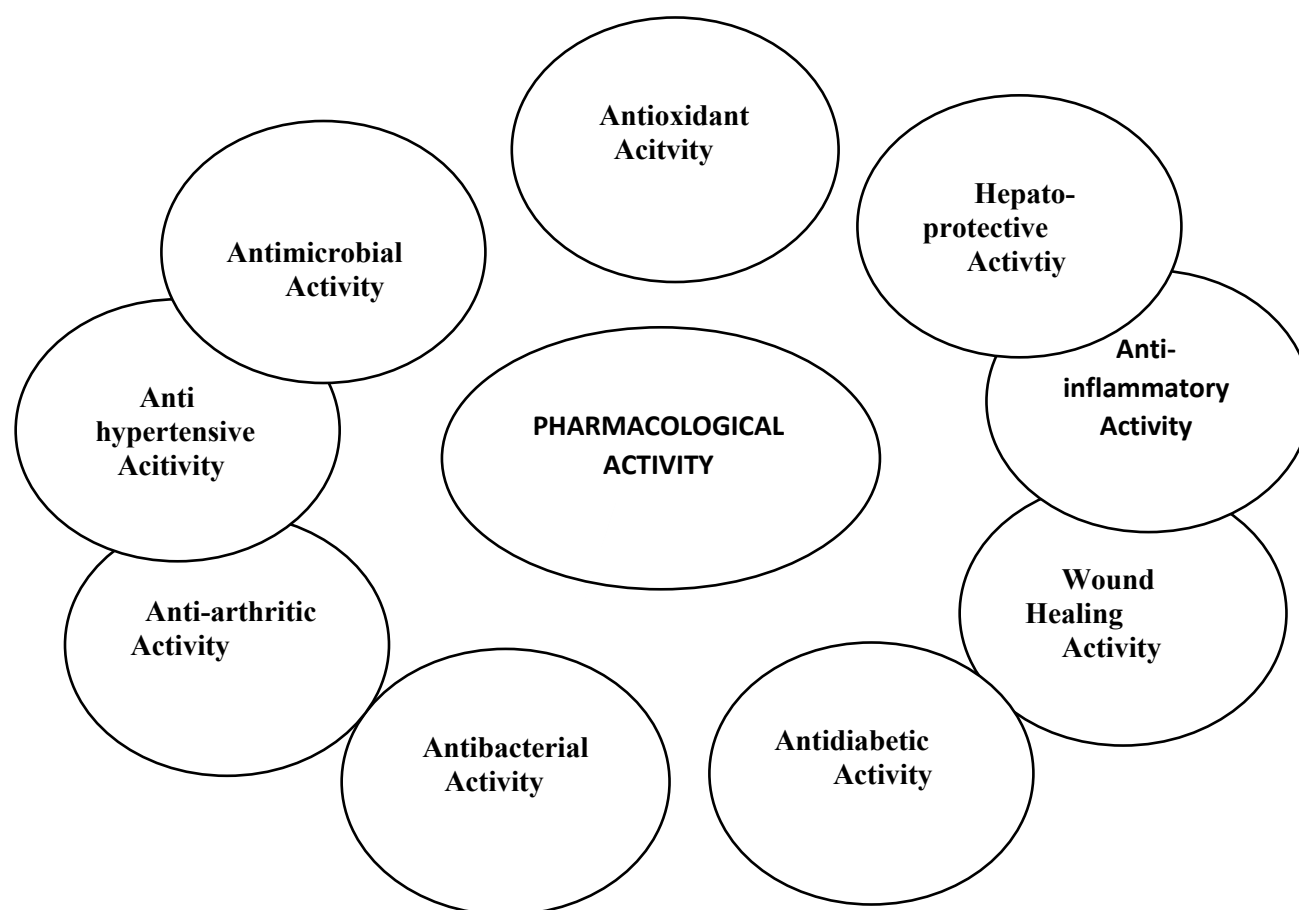 Antioxidant
Acitvity
Hepato-
protective
Activtiy
Antimicrobial
Activity
Anti-
inflammatory
Activity
Anti
hypertensive
Acitivity
PHARMACOLOGICAL
ACTIVITY
Wound
Healing
Activity
Anti-arthritic
Activity
Antibacterial
Activity
Antidiabetic
Activity